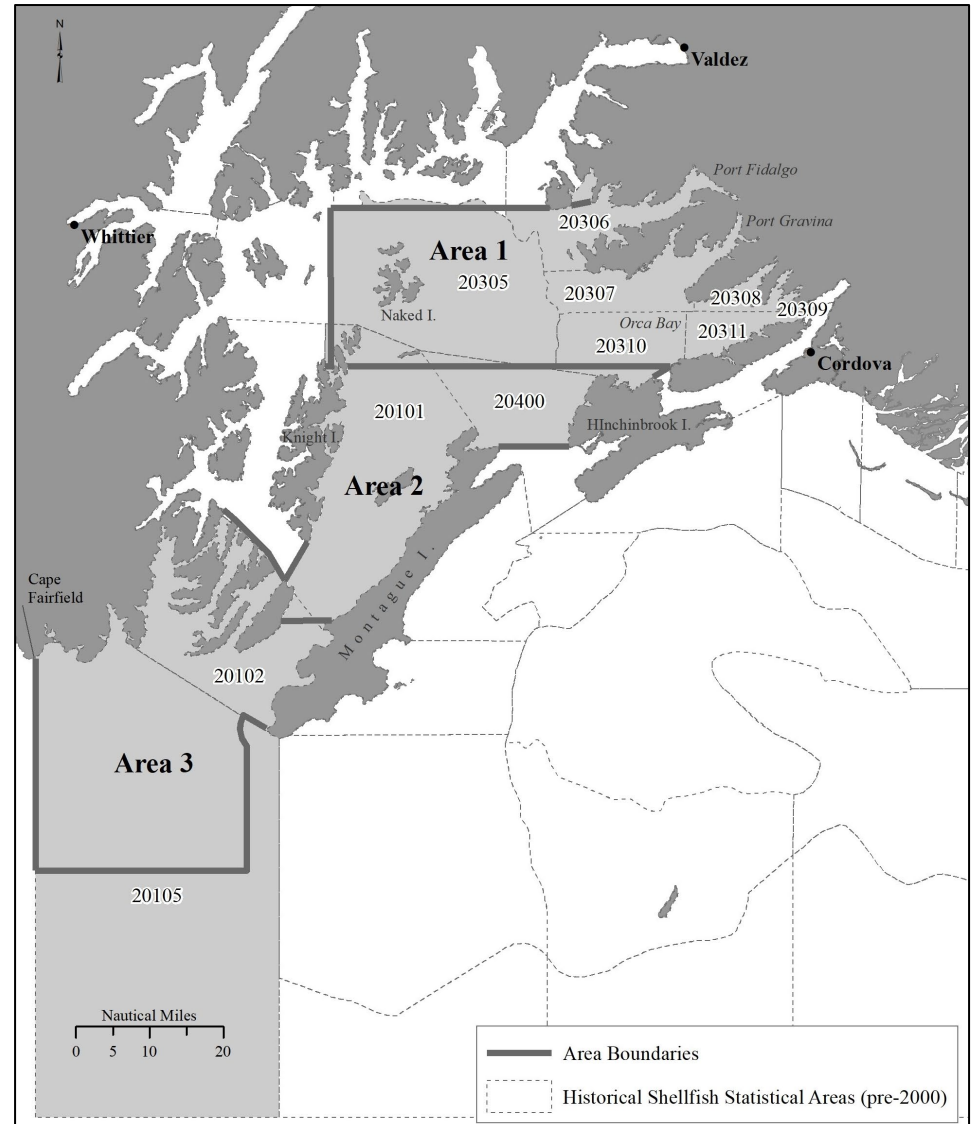 N
Valdez
Port Fidalgo
Port Gravina
20306
Whittier
Area 1
20305
20307
20308
20309
Naked I.
Orca Bay
20311
20310
Cordova
20101
20400
Knight I.
HInchinbrook I.
Area 2
Cape
Fairfield
Montague I.
20102
Area 3
20105
Nautical Miles
0 5 10 20
Area Boundaries
Historical Shellfish Statistical Areas (pre-2000)